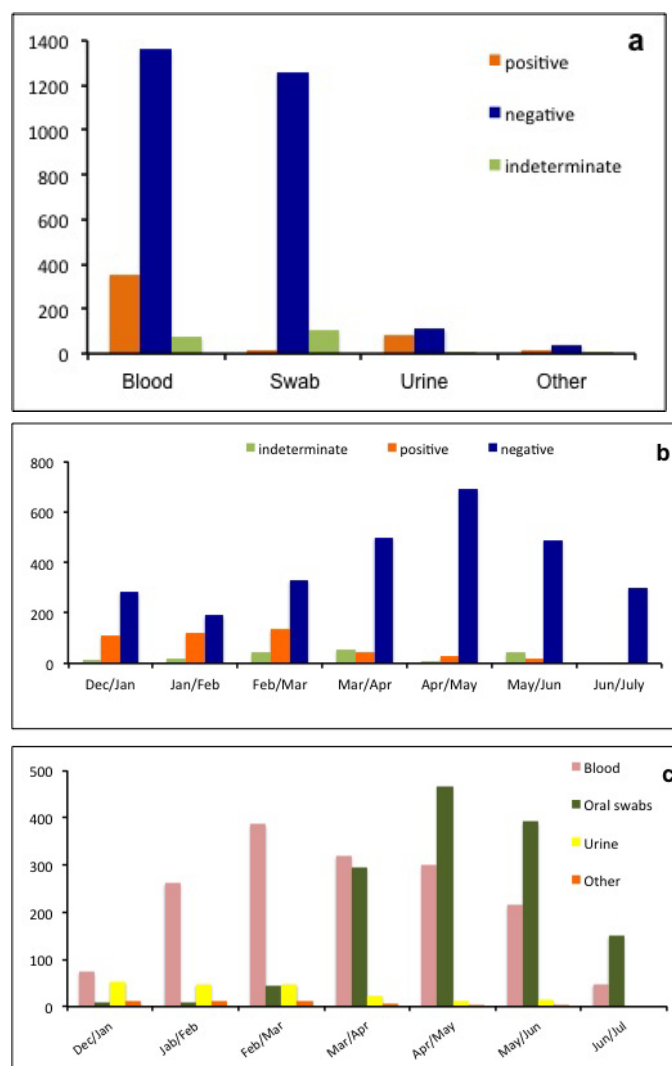 a
1400
1200
1000
800
600
400
200
0
positive
negative
indeterminate
Blood Swab Urine Other
b
indeterminate positive negative
800
600
400
200
0
Dec/Jan Jan/Feb Feb/Mar Mar/Apr Apr/May May/Jun Jun/July
c
500
400
300
200
100
0
Blood
Oral swabs
Urine
Other
Dec/Jan Jab/Feb Feb/Mar Mar/Apr Apr/May May/Jun Jun/Jul